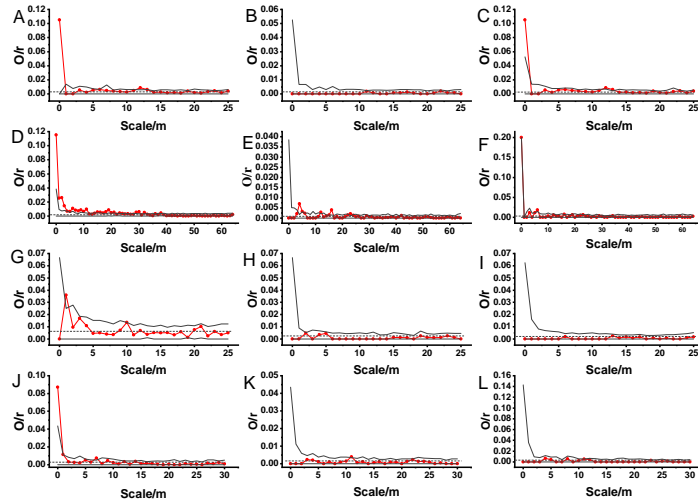 A
O/r
0.12
0.10
0.08
0.06
0.04
0.02
0.00
0 5 10 15 20 25
Scale/m
B
O/r
0.06
0.05
0.04
0.03
0.02
0.01
0.00
0 5 10 15 20 25
Scale/m
C
O/r
0.12
0.10
0.08
0.06
0.04
0.02
0.00
0 5 10 15 20 25
Scale/m
D
O/r
0.12
0.10
0.08
0.06
0.04
0.02
0.00
0 10 20 30 40 50 60
Scale/m
E
O/r
0.040
0.035
0.030
0.025
0.020
0.015
0.010
0.005
0.000
0 10 20 30 40 50 60
Scale/m
F
O/r
0.20
0.15
0.10
0.05
0.00
0 10 20 30 40 50 60
Scale/m
G
O/r
0.07
0.06
0.05
0.04
0.03
0.02
0.01
0.00
0 5 10 15 20 25
Scale/m
H
O/r
0.07
0.06
0.05
0.04
0.03
0.02
0.01
0.00
0 5 10 15 20 25
Scale/m
I
O/r
0.07
0.06
0.05
0.04
0.03
0.02
0.01
0.00
0 5 10 15 20 25
Scale/m
J
O/r
0.10
0.08
0.06
0.04
0.02
0.00
0 5 10 15 20 25 30
Scale/m
K
O/r
0.05
0.04
0.03
0.02
0.01
0.00
0 5 10 15 20 25 30
Scale/m
L
O/r
0.16
0.14
0.12
0.10
0.08
0.06
0.04
0.02
0.00
0 5 10 15 20 25 30
Scale/m